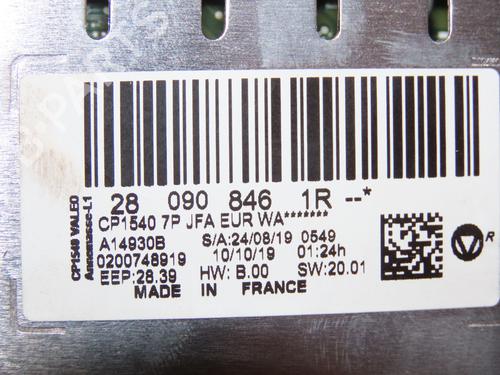 CP1540 VALEO
Annemasse-L1
28 090 846 1R --*
CP1540 7P JFA EUR WA*******
A14930B S/A:24/08/19 0549
0200748919 10/10/19 01:24h
EEP:28.39 HW: B.00 SW:20.01
MADE IN FRANCE
V R